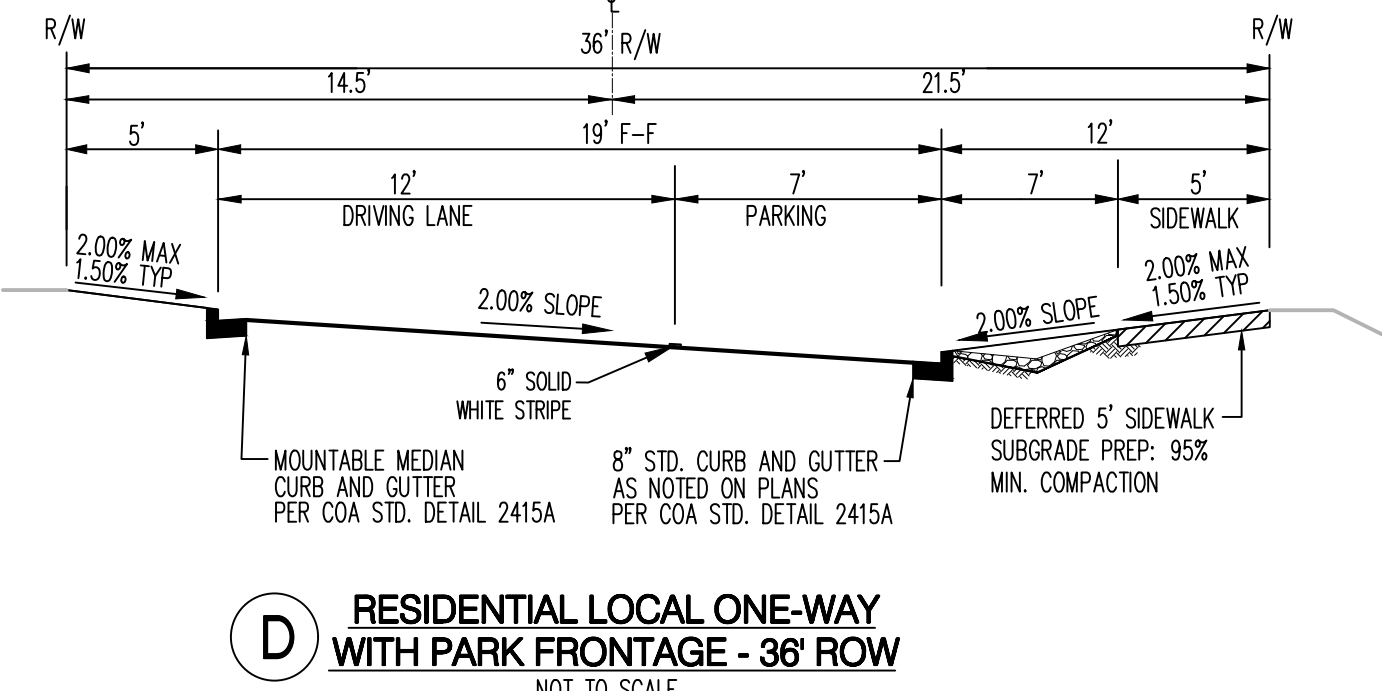 ℄
R/W
R/W
36' R/W
14.5'
21.5'
5'
19' F-F
12'
12'
DRIVING LANE
7'
PARKING
7'
5'
SIDEWALK
2.00% MAX
1.50% TYP
2.00% SLOPE
2.00% SLOPE
2.00% MAX
1.50% TYP
6" SOLID
WHITE STRIPE
MOUNTABLE MEDIAN
CURB AND GUTTER
PER COA STD. DETAIL 2415A
8" STD. CURB AND GUTTER
AS NOTED ON PLANS
PER COA STD. DETAIL 2415A
DEFERRED 5' SIDEWALK
SUBGRADE PREP: 95%
MIN. COMPACTION
D
RESIDENTIAL LOCAL ONE-WAY
WITH PARK FRONTAGE - 36' ROW
NOT TO SCALE